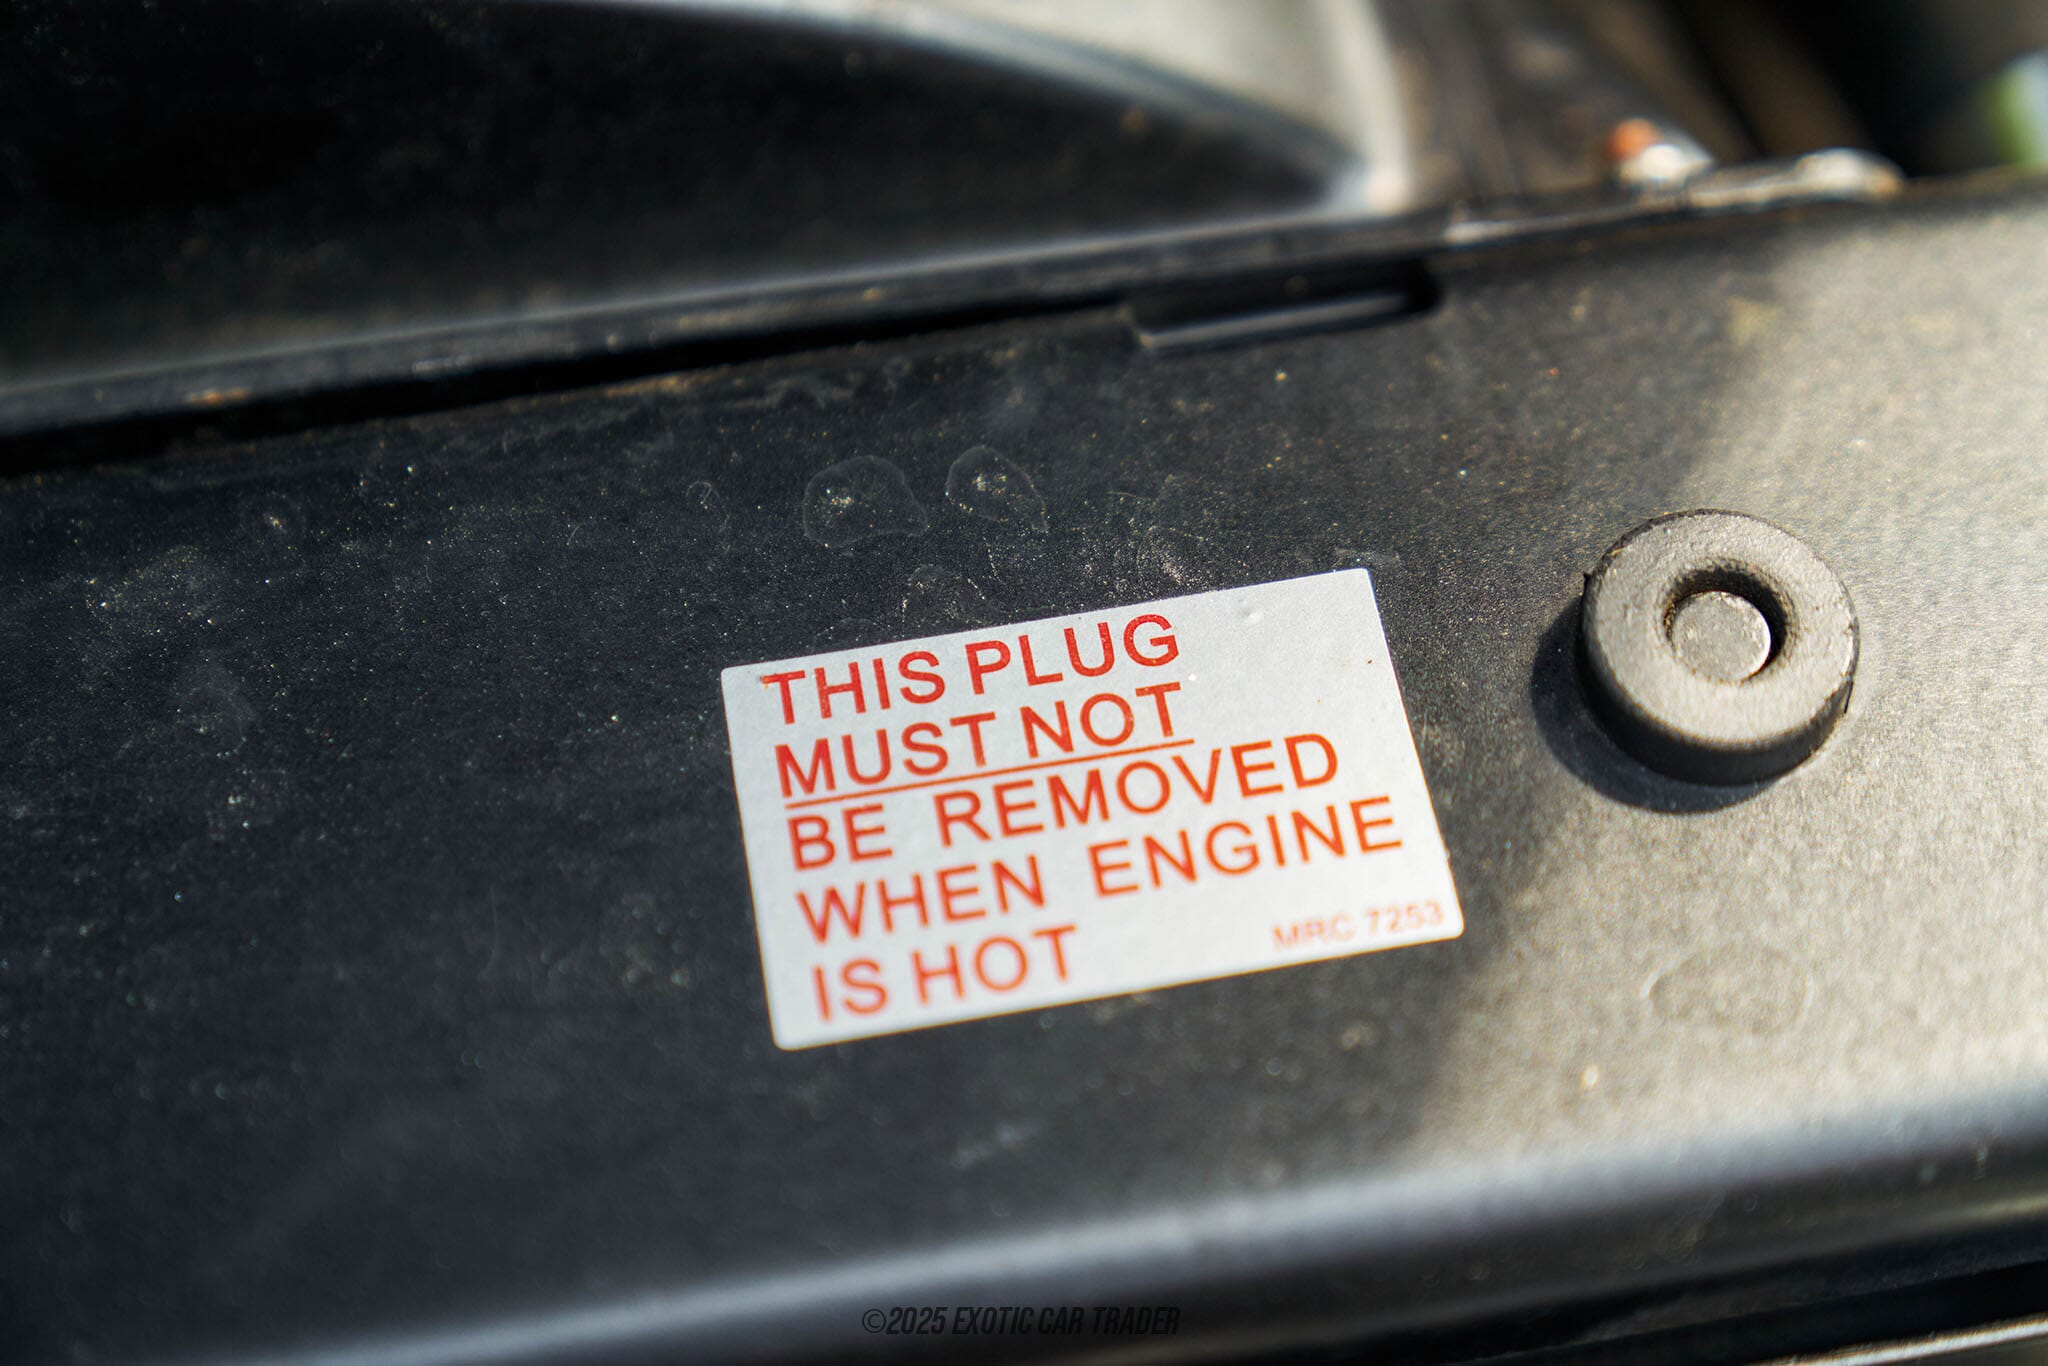 THIS PLUG
MUST NOT
BE REMOVED
WHEN ENGINE
IS HOT
MRC 7253
©2025 EXOTIC CAR TRADER